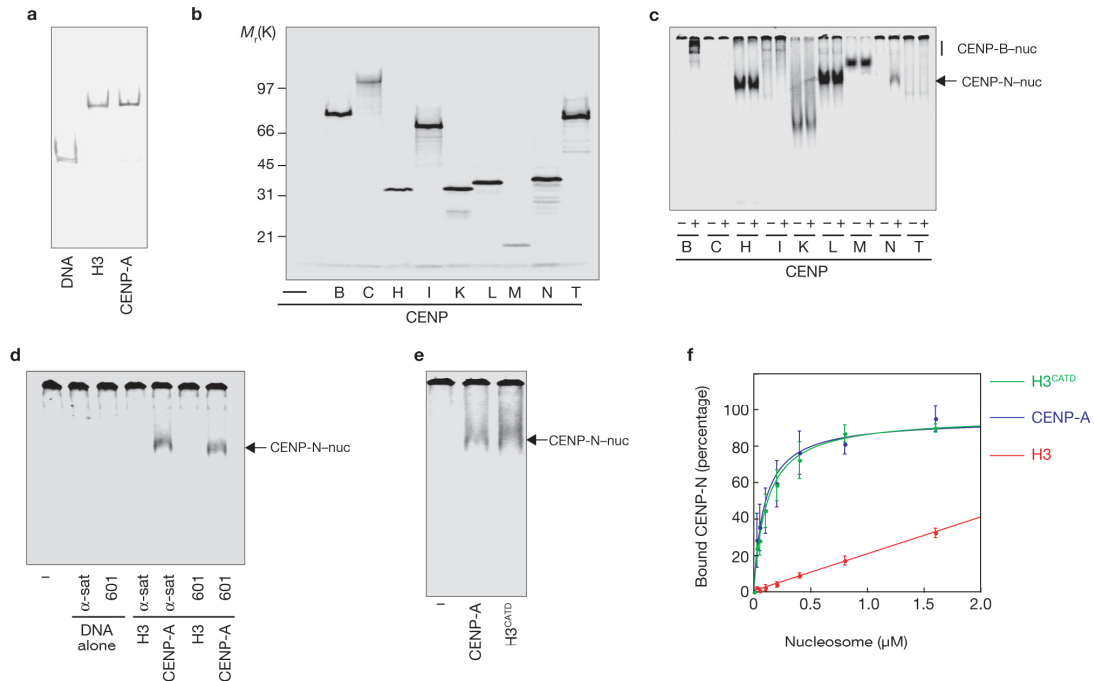 a
DNA
H3
CENP-A
b
Mr(K)
97
66
45
31
21
— B C H I K L M N T
CENP
c
CENP-B–nuc
CENP-N–nuc
– + – + – + – + – + – + – + – + – +
B C H I K L M N T
CENP
d
CENP-N–nuc
–
α-sat
601
DNA
alone
H3 α-sat
CENP-A α-sat
H3 601
CENP-A 601
e
CENP-N–nuc
–
CENP-A
H3CATD
f
Bound CENP-N (percentage)
100
80
60
40
20
0
0 0.5 1.0 1.5 2.0
Nucleosome (µM)
H3CATD
CENP-A
H3